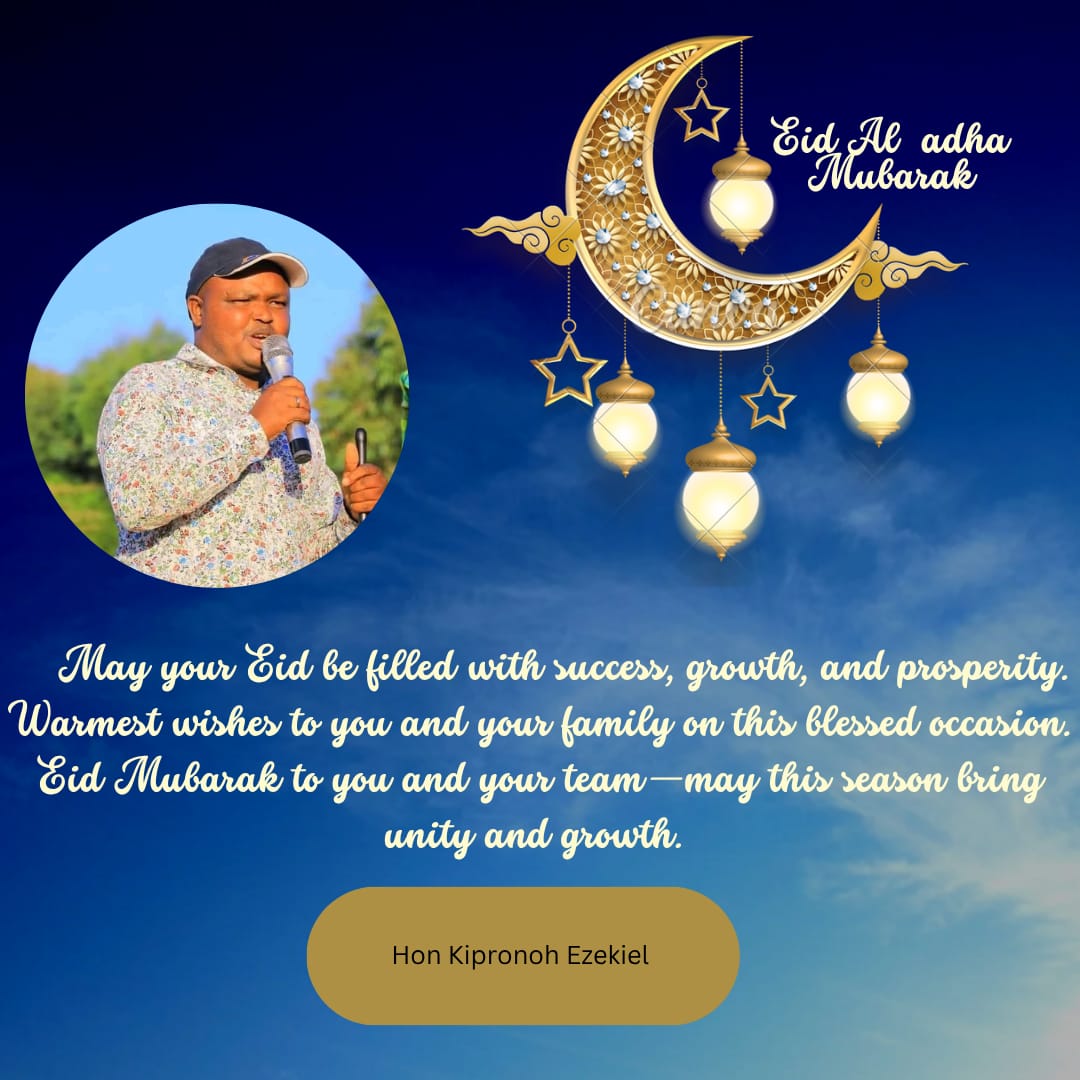 Eid Al adha
Mubarak
May your Eid be filled with success, growth, and prosperity.
Warmest wishes to you and your family on this blessed occasion.
Eid Mubarak to you and your team—may this season bring
unity and growth.
Hon Kipronoh Ezekiel